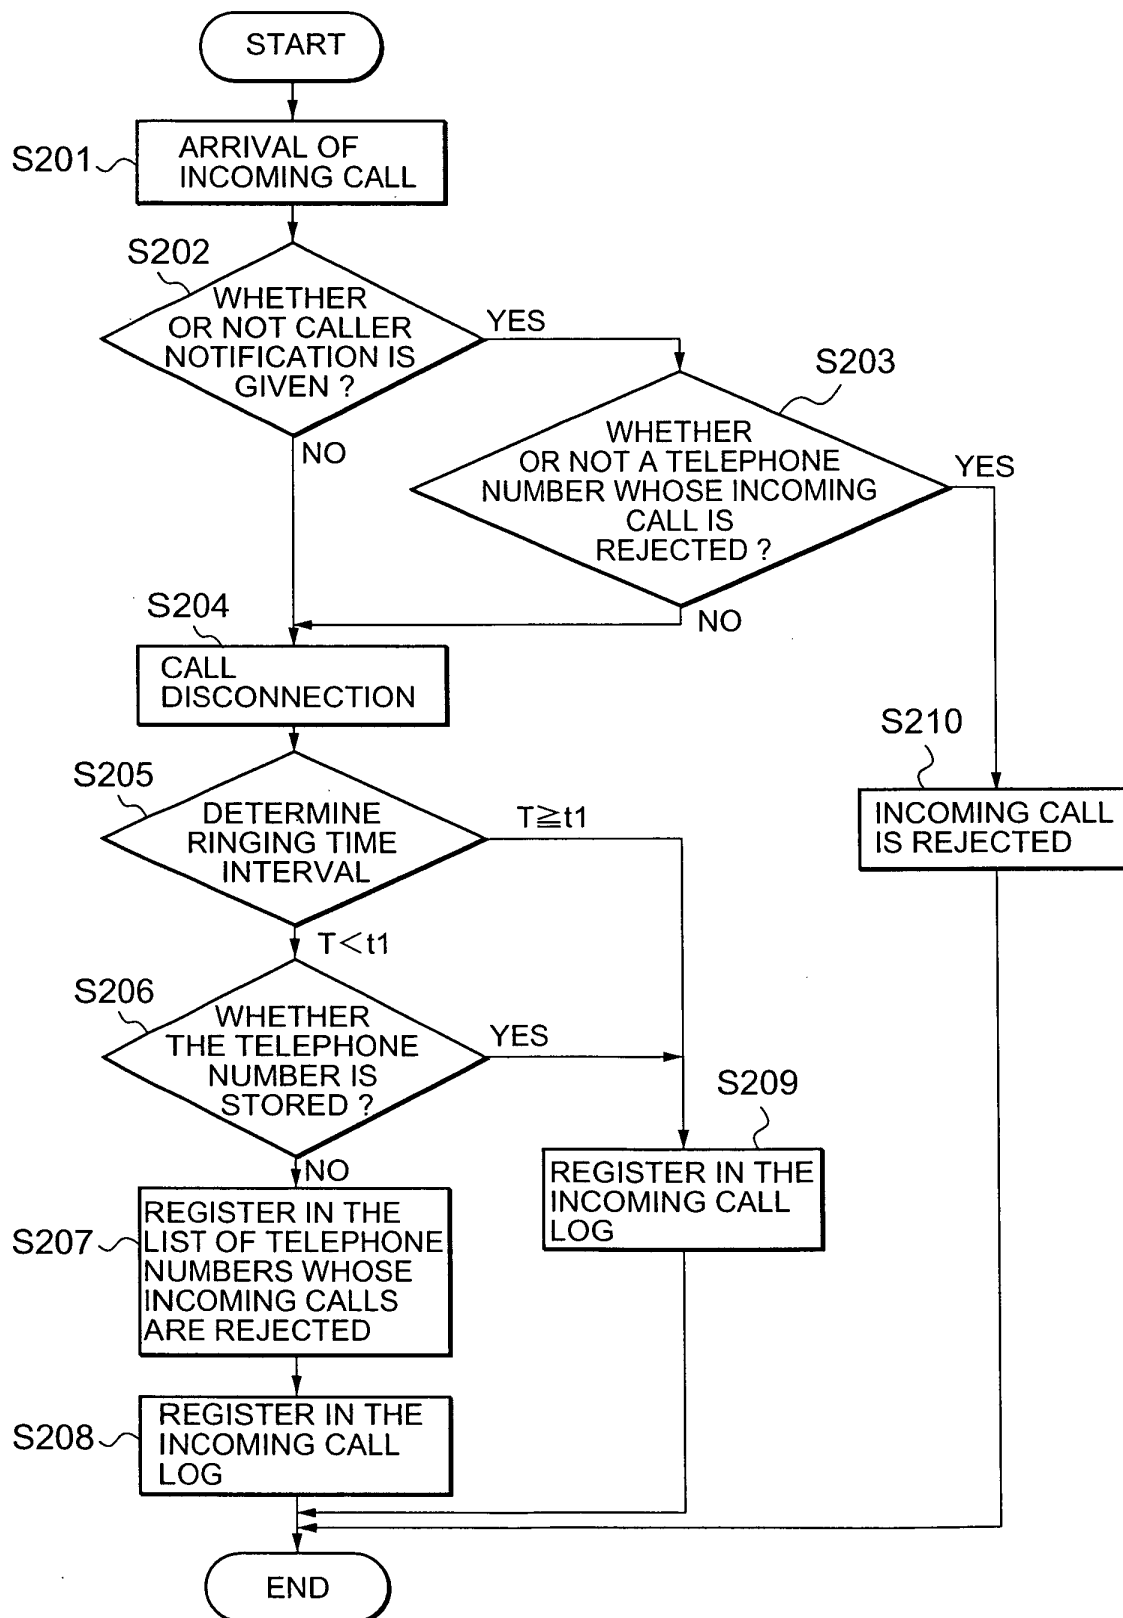 START
S201
ARRIVAL OF
INCOMING CALL
S202
WHETHER
OR NOT CALLER
NOTIFICATION IS
GIVEN ?
YES
NO
S203
WHETHER
OR NOT A TELEPHONE
NUMBER WHOSE INCOMING
CALL IS
REJECTED ?
YES
NO
S204
CALL
DISCONNECTION
S205
DETERMINE
RINGING TIME
INTERVAL
T≧t1
T<t1
S210
INCOMING CALL
IS REJECTED
S206
WHETHER
THE TELEPHONE
NUMBER IS
STORED ?
YES
NO
S209
REGISTER IN THE
INCOMING CALL
LOG
S207
REGISTER IN THE
LIST OF TELEPHONE
NUMBERS WHOSE
INCOMING CALLS
ARE REJECTED
S208
REGISTER IN THE
INCOMING CALL
LOG
END